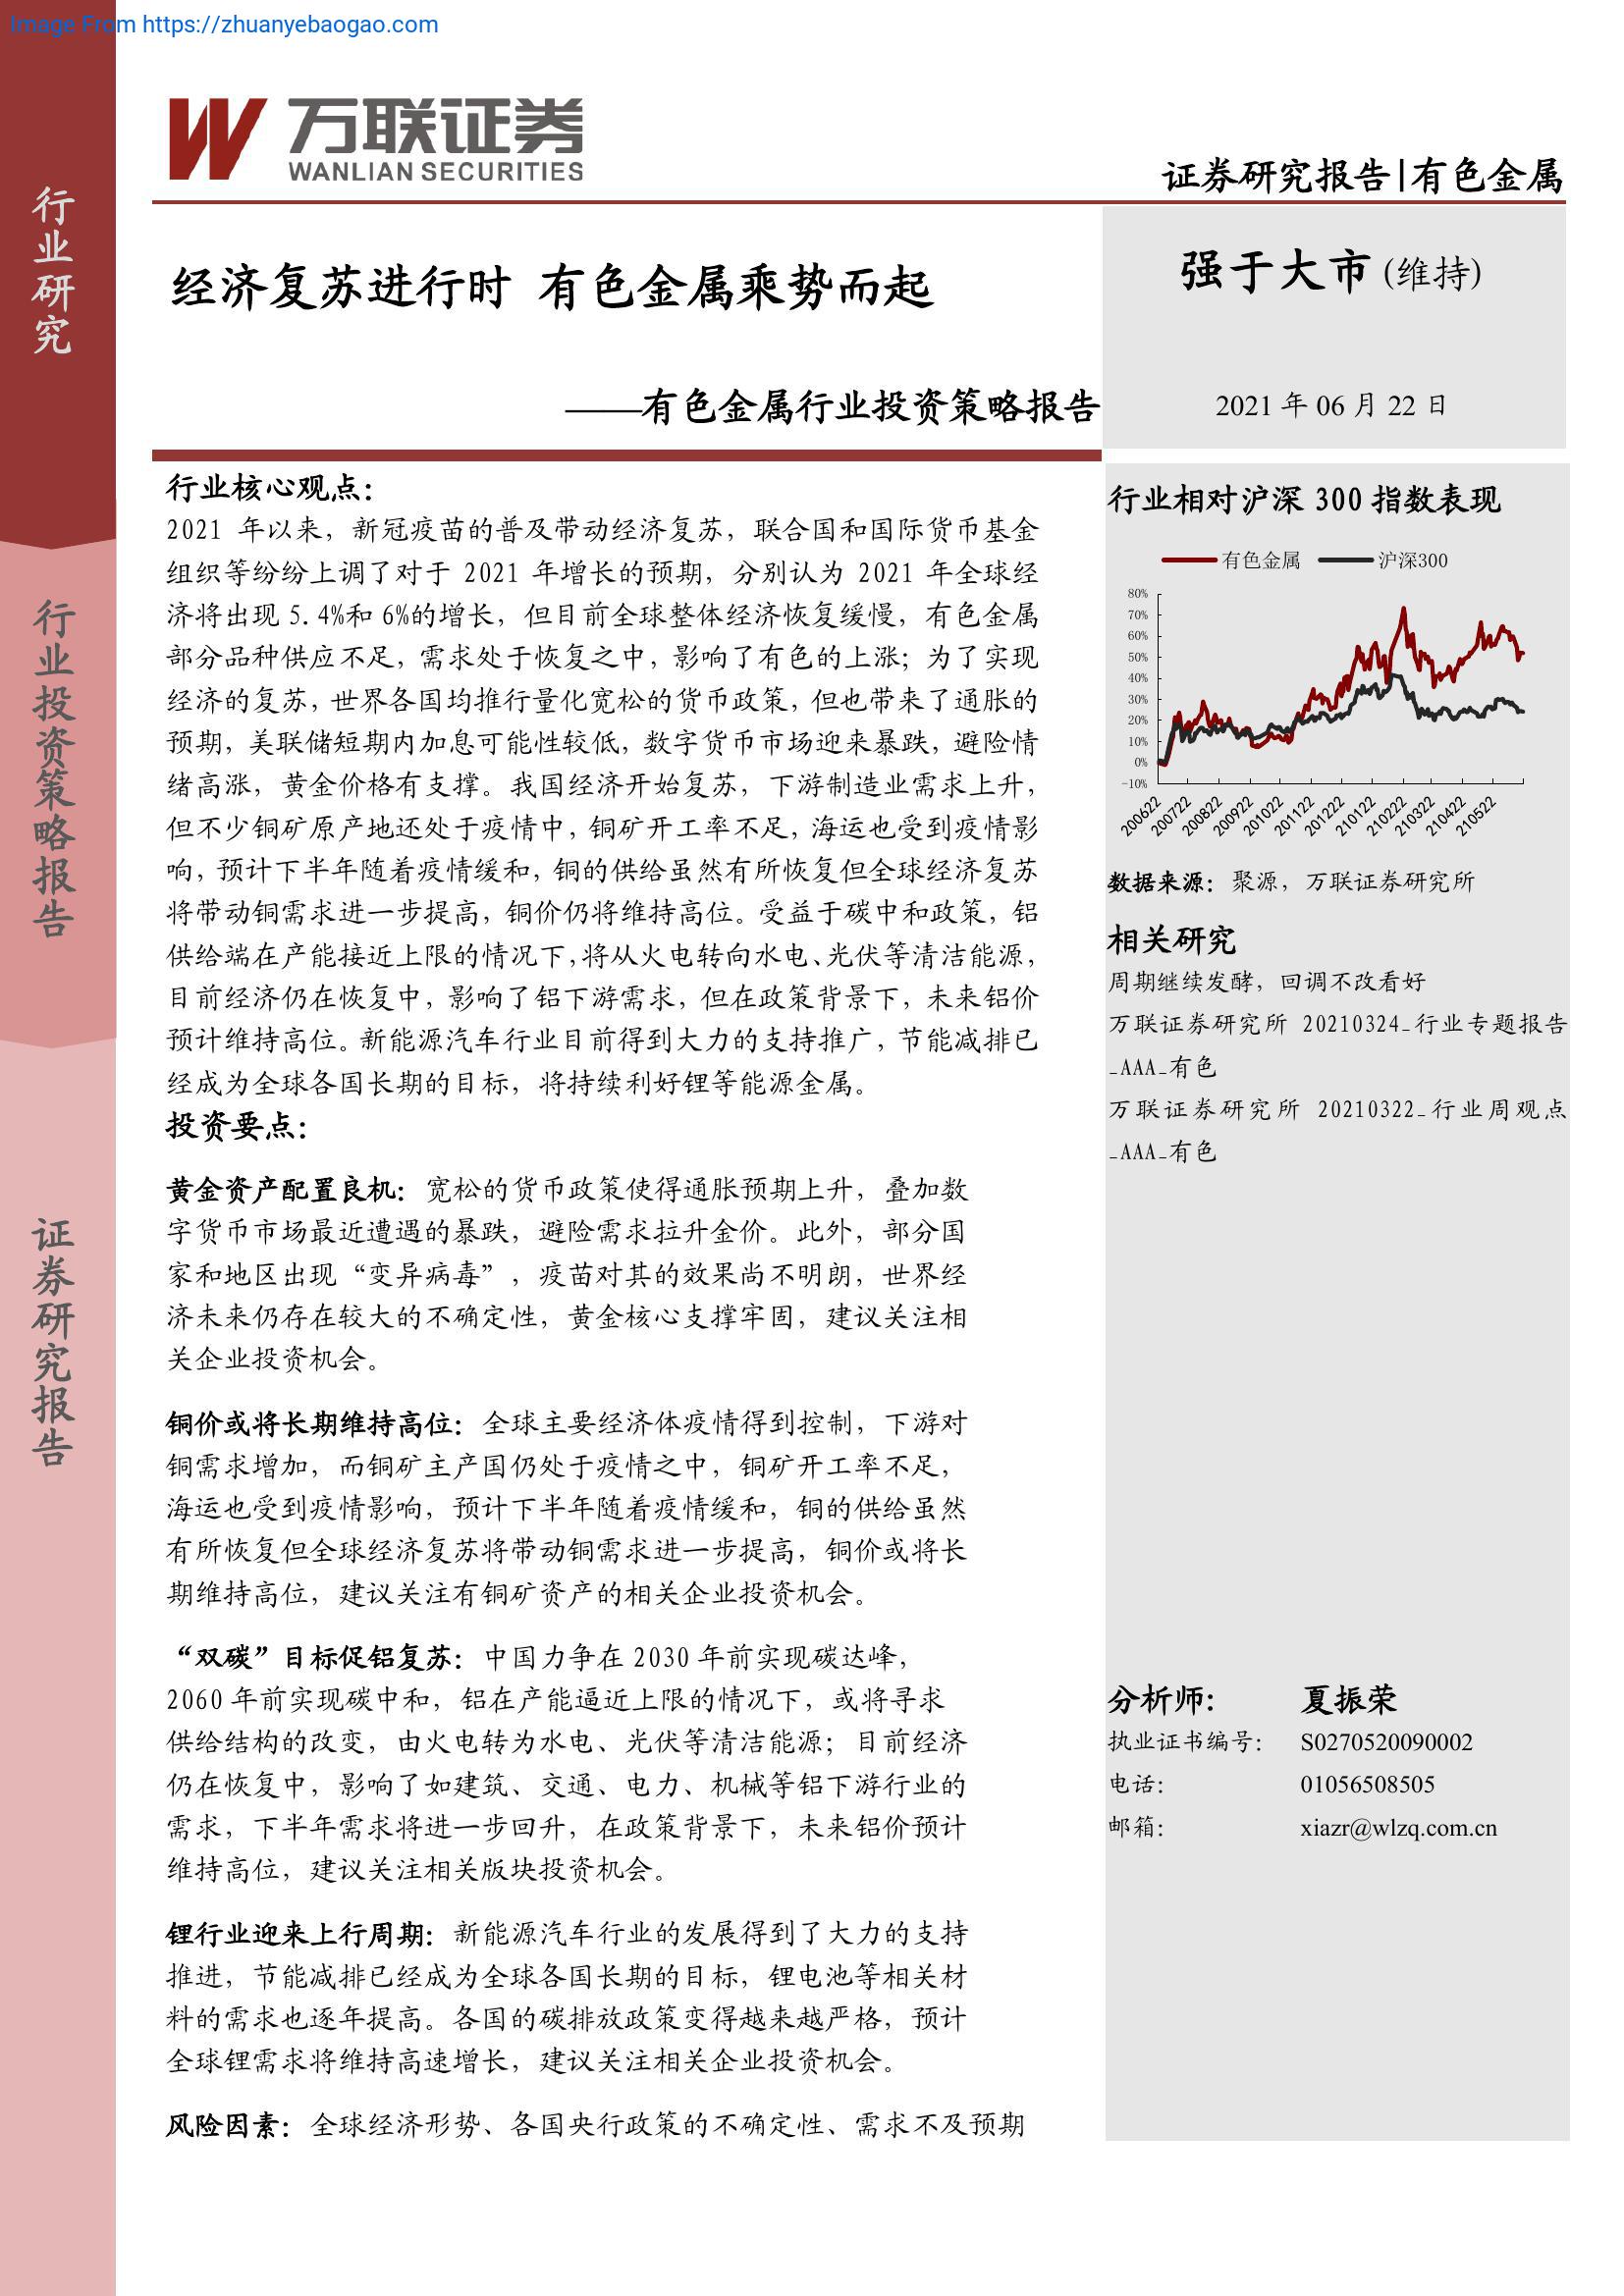 Image From https://zhuanyebaogao.com
万联证券
WANLIAN SECURITIES
证券研究报告|有色金属
行业研究
行业投资策略报告
证券研究报告
经济复苏进行时 有色金属乘势而起
——有色金属行业投资策略报告
强于大市(维持)
2021 年 06 月 22 日
行业核心观点：
2021 年以来，新冠疫苗的普及带动经济复苏，联合国和国际货币基金
组织等纷纷上调了对于 2021 年增长的预期，分别认为 2021 年全球经
济将出现 5.4%和 6%的增长，但目前全球整体经济恢复缓慢，有色金属
部分品种供应不足，需求处于恢复之中，影响了有色的上涨；为了实现
经济的复苏，世界各国均推行量化宽松的货币政策，但也带来了通胀的
预期，美联储短期内加息可能性较低，数字货币市场迎来暴跌，避险情
绪高涨，黄金价格有支撑。我国经济开始复苏，下游制造业需求上升，
但不少铜矿原产地还处于疫情中，铜矿开工率不足，海运也受到疫情影
响，预计下半年随着疫情缓和，铜的供给虽然有所恢复但全球经济复苏
将带动铜需求进一步提高，铜价仍将维持高位。受益于碳中和政策，铝
供给端在产能接近上限的情况下，将从火电转向水电、光伏等清洁能源，
目前经济仍在恢复中，影响了铝下游需求，但在政策背景下，未来铝价
预计维持高位。新能源汽车行业目前得到大力的支持推广，节能减排已
经成为全球各国长期的目标，将持续利好锂等能源金属。
投资要点：
黄金资产配置良机：宽松的货币政策使得通胀预期上升，叠加数
字货币市场最近遭遇的暴跌，避险需求拉升金价。此外，部分国
家和地区出现“变异病毒”，疫苗对其的效果尚不明朗，世界经
济未来仍存在较大的不确定性，黄金核心支撑牢固，建议关注相
关企业投资机会。
铜价或将长期维持高位：全球主要经济体疫情得到控制，下游对
铜需求增加，而铜矿主产国仍处于疫情之中，铜矿开工率不足，
海运也受到疫情影响，预计下半年随着疫情缓和，铜的供给虽然
有所恢复但全球经济复苏将带动铜需求进一步提高，铜价或将长
期维持高位，建议关注有铜矿资产的相关企业投资机会。
“双碳”目标促铝复苏：中国力争在 2030 年前实现碳达峰，
2060 年前实现碳中和，铝在产能逼近上限的情况下，或将寻求
供给结构的改变，由火电转为水电、光伏等清洁能源；目前经济
仍在恢复中，影响了如建筑、交通、电力、机械等铝下游行业的
需求，下半年需求将进一步回升，在政策背景下，未来铝价预计
维持高位，建议关注相关版块投资机会。
锂行业迎来上行周期：新能源汽车行业的发展得到了大力的支持
推进，节能减排已经成为全球各国长期的目标，锂电池等相关材
料的需求也逐年提高。各国的碳排放政策变得越来越严格，预计
全球锂需求将维持高速增长，建议关注相关企业投资机会。
风险因素：全球经济形势、各国央行政策的不确定性、需求不及预期
行业相对沪深 300 指数表现
有色金属 沪深300
80%
70%
60%
50%
40%
30%
20%
10%
0%
-10%
200622 200722 200822 200922 201022 201122 201222 210122 210222 210322 210422 210522
数据来源：聚源，万联证券研究所
相关研究
周期继续发酵，回调不改看好
万联证券研究所 20210324_行业专题报告
_AAA_有色
万联证券研究所 20210322_行业周观点
_AAA_有色
分析师: 夏振荣
执业证书编号: S0270520090002
电话: 01056508505
邮箱: xiazr@wlzq.com.cn